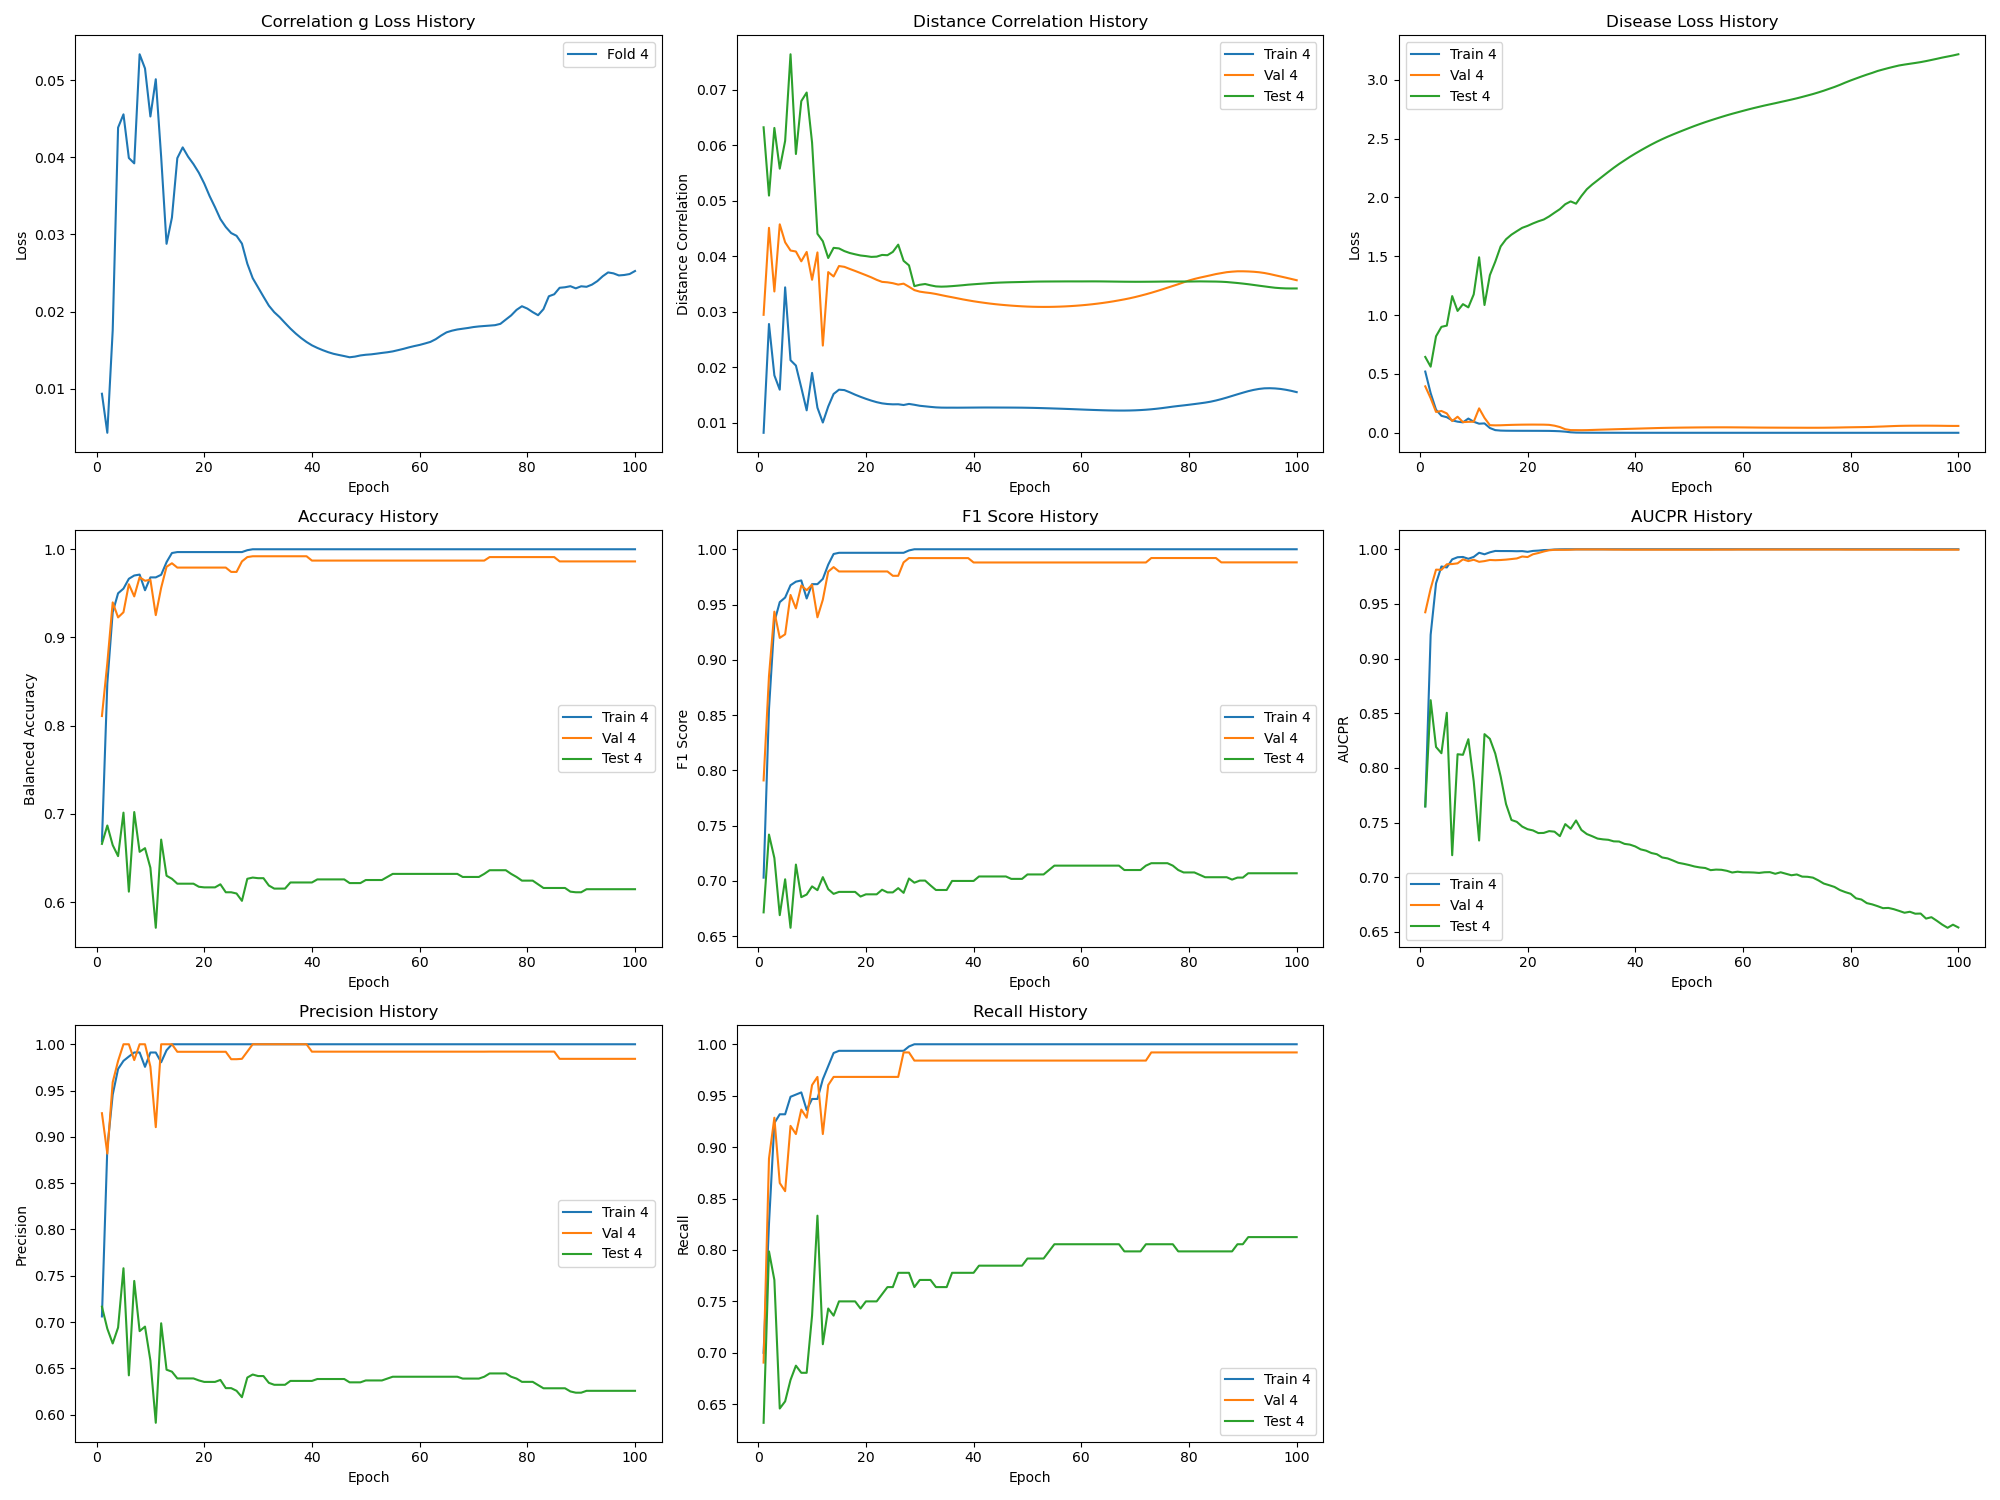 Correlation g Loss History
Loss
0.05
0.04
0.03
0.02
0.01
0 20 40 60 80 100
Epoch
Fold 4
Distance Correlation History
Distance Correlation
0.07
0.06
0.05
0.04
0.03
0.02
0.01
0 20 40 60 80 100
Epoch
Train 4
Val 4
Test 4
Disease Loss History
Loss
3.0
2.5
2.0
1.5
1.0
0.5
0.0
0 20 40 60 80 100
Epoch
Train 4
Val 4
Test 4
Accuracy History
Balanced Accuracy
1.0
0.9
0.8
0.7
0.6
0 20 40 60 80 100
Epoch
Train 4
Val 4
Test 4
F1 Score History
F1 Score
1.00
0.95
0.90
0.85
0.80
0.75
0.70
0.65
0 20 40 60 80 100
Epoch
Train 4
Val 4
Test 4
AUCPR History
AUCPR
1.00
0.95
0.90
0.85
0.80
0.75
0.70
0.65
0 20 40 60 80 100
Epoch
Train 4
Val 4
Test 4
Precision History
Precision
1.00
0.95
0.90
0.85
0.80
0.75
0.70
0.65
0.60
0 20 40 60 80 100
Epoch
Train 4
Val 4
Test 4
Recall History
Recall
1.00
0.95
0.90
0.85
0.80
0.75
0.70
0.65
0 20 40 60 80 100
Epoch
Train 4
Val 4
Test 4